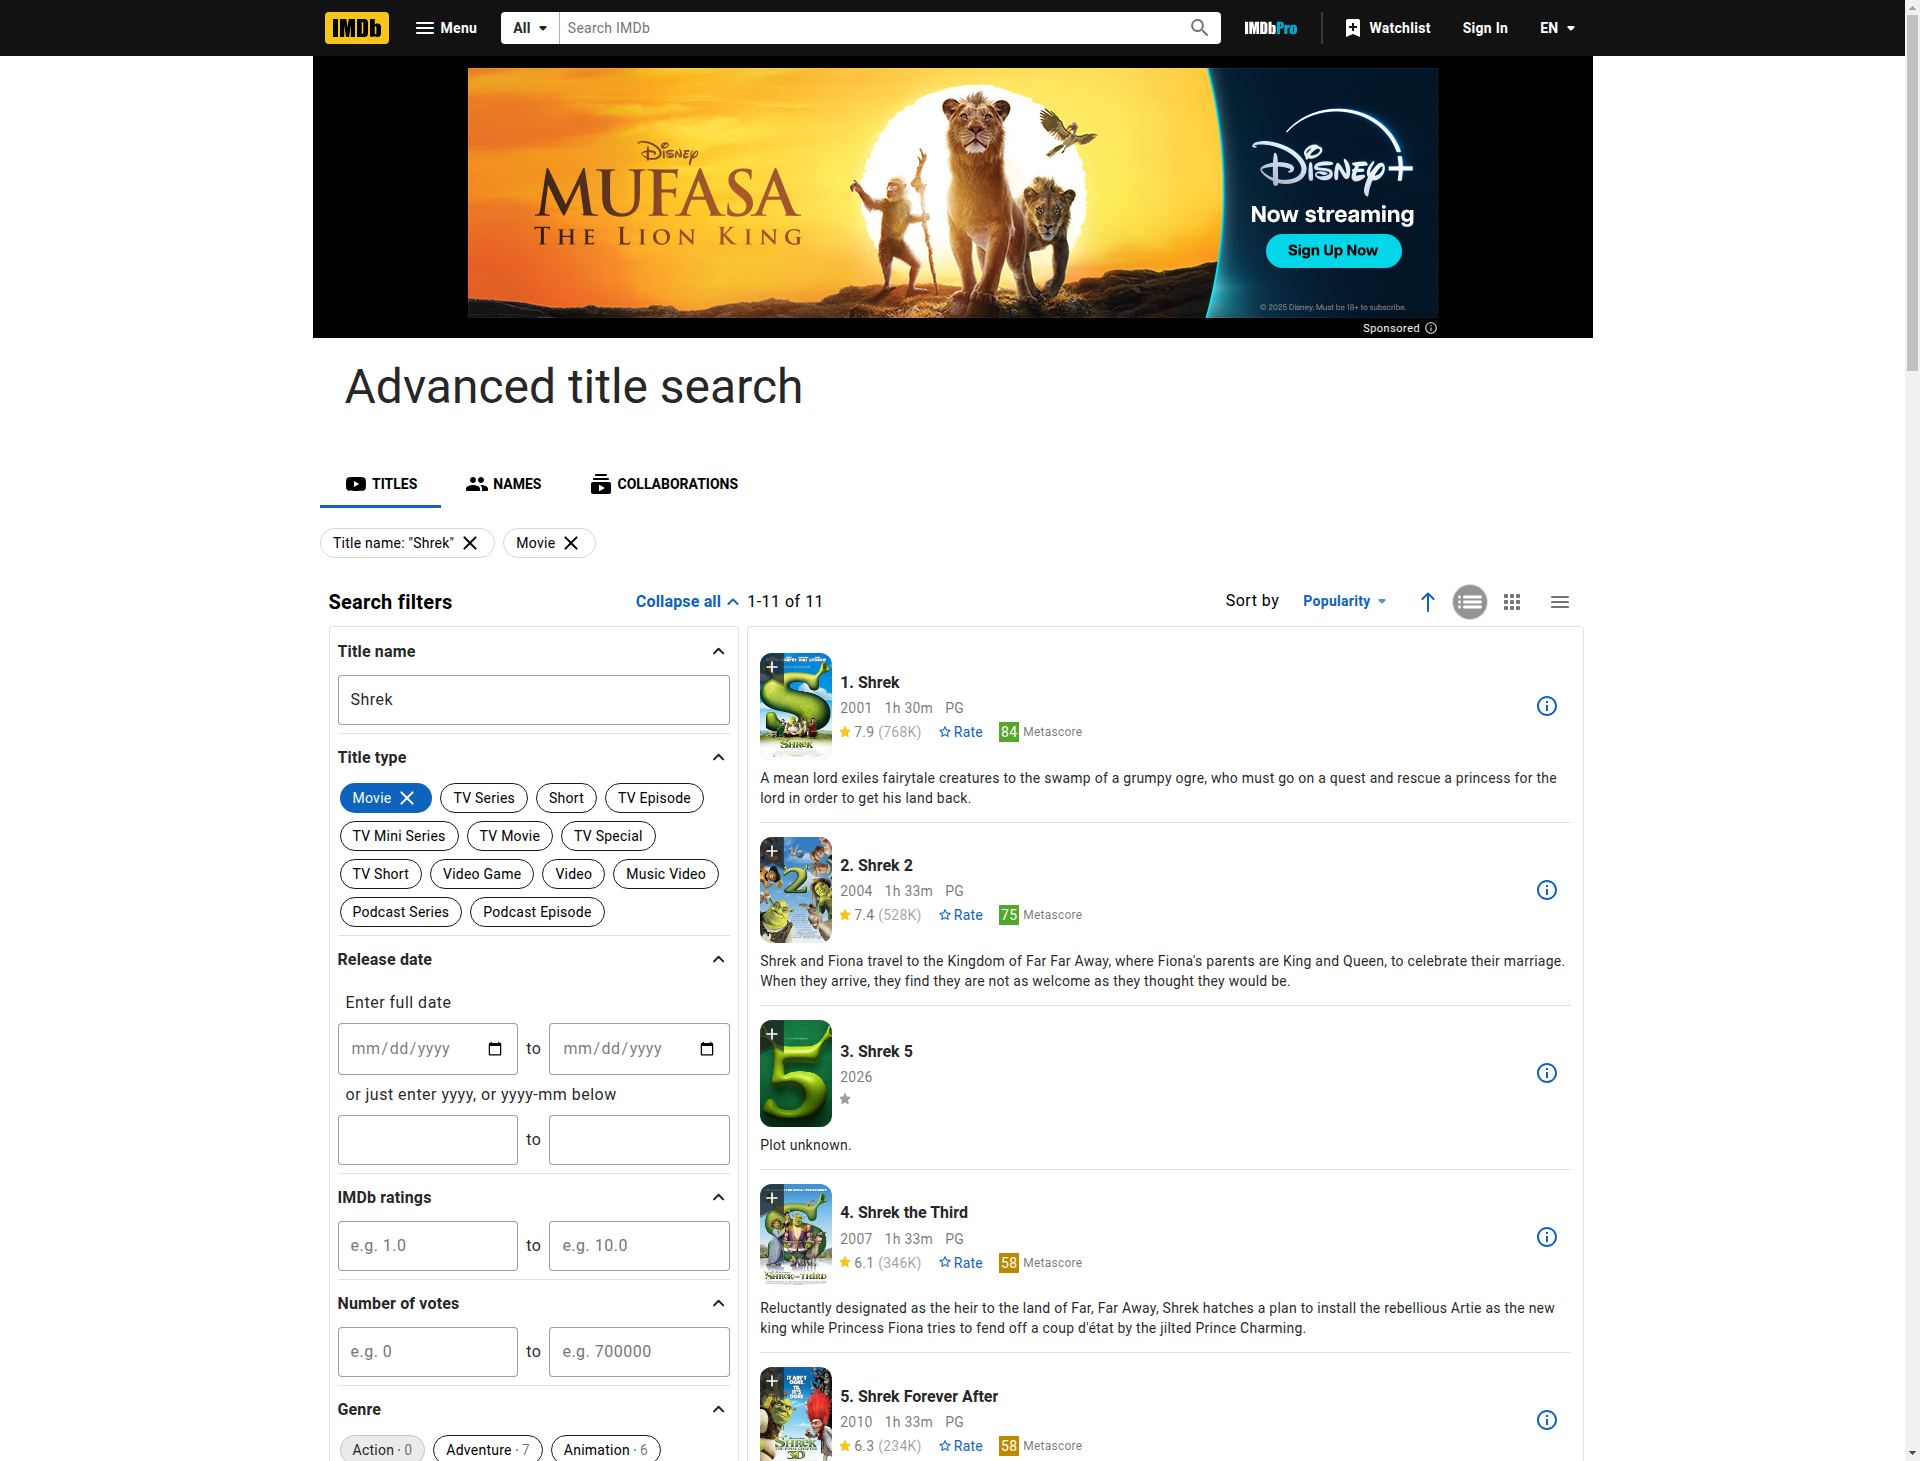 IMDb
Menu
All
Search IMDb
IMDbPro
Watchlist
Sign In
EN
Disney
MUFASA
THE LION KING
Disney+
Now streaming
Sign Up Now
© 2025 Disney. Must be 18+ to subscribe.
Sponsored
Advanced title search
TITLES
NAMES
COLLABORATIONS
Title name: "Shrek"
Movie
Search filters
Collapse all
1-11 of 11
Sort by
Popularity
Title name
Shrek
Title type
Movie
TV Series
Short
TV Episode
TV Mini Series
TV Movie
TV Special
TV Short
Video Game
Video
Music Video
Podcast Series
Podcast Episode
Release date
Enter full date
mm/dd/yyyy
to
mm/dd/yyyy
or just enter yyyy, or yyyy-mm below
to
IMDb ratings
e.g. 1.0
to
e.g. 10.0
Number of votes
e.g. 0
to
e.g. 700000
Genre
Action · 0
Adventure · 7
Animation · 6
SHREK
1. Shrek
2001 1h 30m PG
7.9 (768K) Rate 84 Metascore
A mean lord exiles fairytale creatures to the swamp of a grumpy ogre, who must go on a quest and rescue a princess for the
lord in order to get his land back.
2
2. Shrek 2
2004 1h 33m PG
7.4 (528K) Rate 75 Metascore
Shrek and Fiona travel to the Kingdom of Far Far Away, where Fiona's parents are King and Queen, to celebrate their marriage.
When they arrive, they find they are not as welcome as they thought they would be.
5
3. Shrek 5
2026
Plot unknown.
SHREK THE THIRD
4. Shrek the Third
2007 1h 33m PG
6.1 (346K) Rate 58 Metascore
Reluctantly designated as the heir to the land of Far, Far Away, Shrek hatches a plan to install the rebellious Artie as the new
king while Princess Fiona tries to fend off a coup d'état by the jilted Prince Charming.
IT AIN'T
OGRE
TIL IT'S
OGRE
SHREK
3D
5. Shrek Forever After
2010 1h 33m PG
6.3 (234K) Rate 58 Metascore